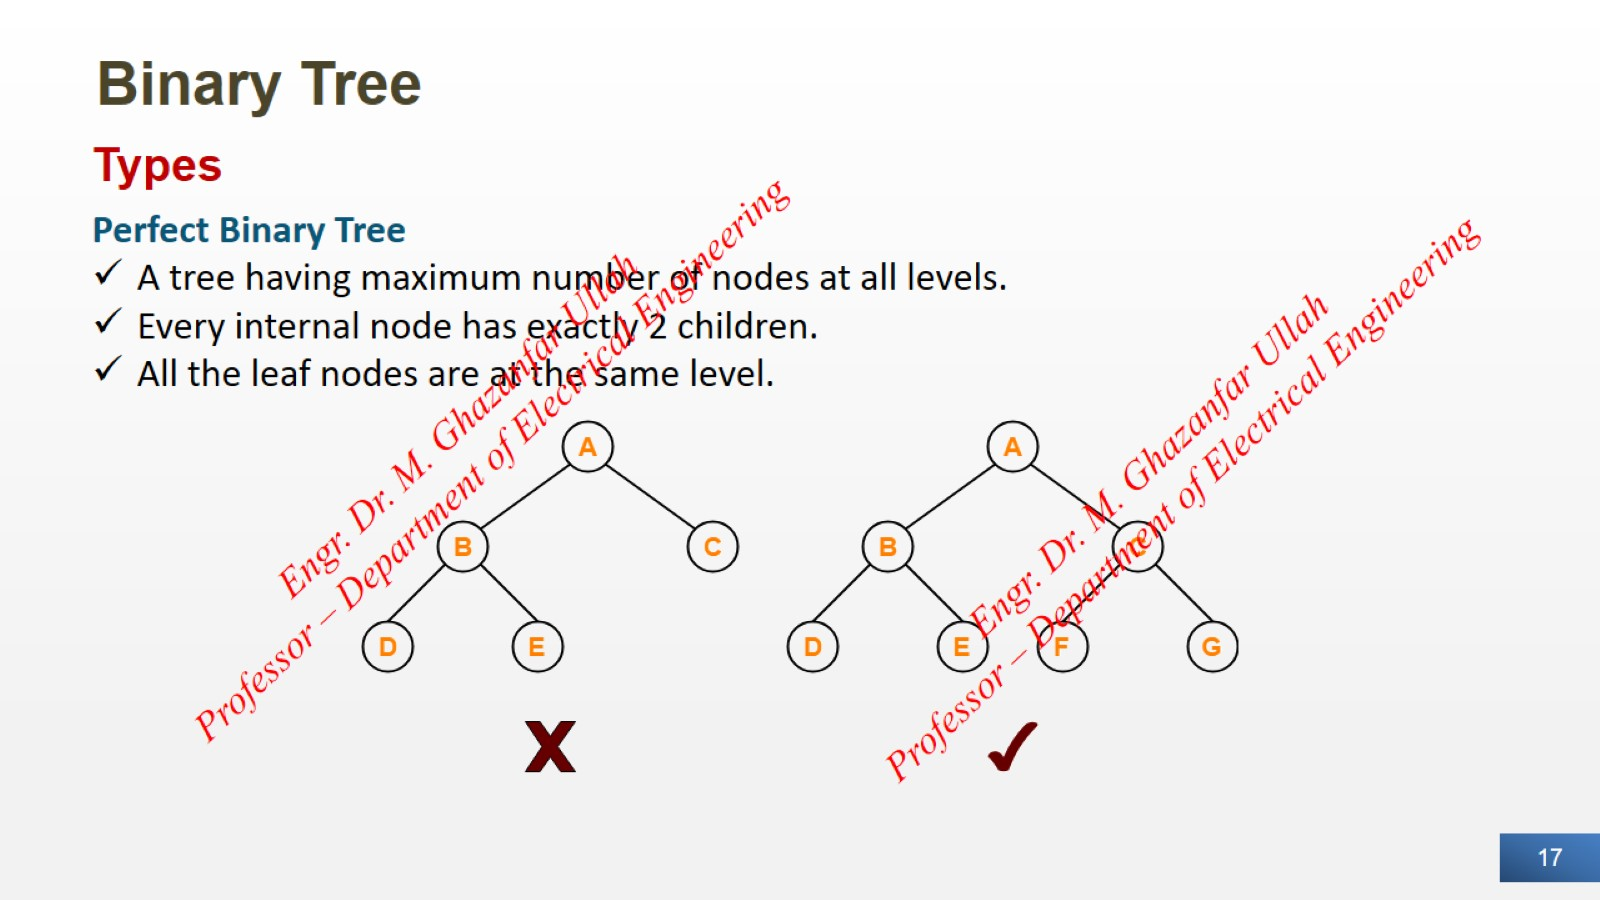 Binary Tree
Types
Perfect Binary Tree
✓ A tree having maximum number of nodes at all levels.
✓ Every internal node has exactly 2 children.
✓ All the leaf nodes are at the same level.
Engr. Dr. M. Ghazanfar Ullah
Professor – Department of Electrical Engineering
Engr. Dr. M. Ghazanfar Ullah
Professor – Department of Electrical Engineering
A A
B C B C
D E D E F G
X ✓
17